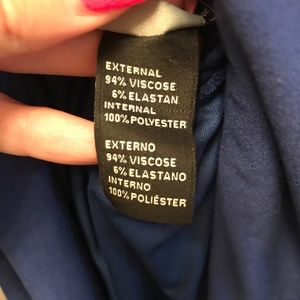 EXTERNAL
94% VISCOSE
6% ELASTAN
INTERNAL
100% POLYESTER
EXTERNO
94% VISCOSE
6% ELASTANO
INTERNO
100% POLIÉSTER